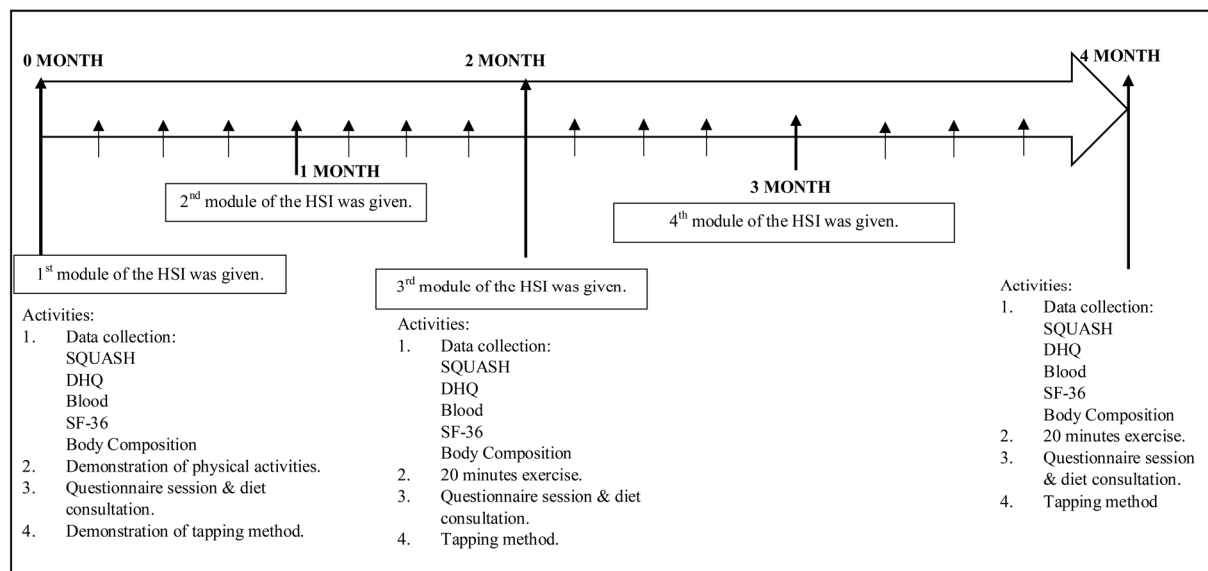 0 MONTH
2 MONTH
4 MONTH
1 MONTH
2nd module of the HSI was given.
3 MONTH
4th module of the HSI was given.
1st module of the HSI was given.
Activities:
1. Data collection:
SQUASH
DHQ
Blood
SF-36
Body Composition
2. Demonstration of physical activities.
3. Questionnaire session & diet
consultation.
4. Demonstration of tapping method.
3rd module of the HSI was given.
Activities:
1. Data collection:
SQUASH
DHQ
Blood
SF-36
Body Composition
2. 20 minutes exercise.
3. Questionnaire session & diet
consultation.
4. Tapping method.
Activities:
1. Data collection:
SQUASH
DHQ
Blood
SF-36
Body Composition
2. 20 minutes exercise.
3. Questionnaire session
& diet consultation.
4. Tapping method